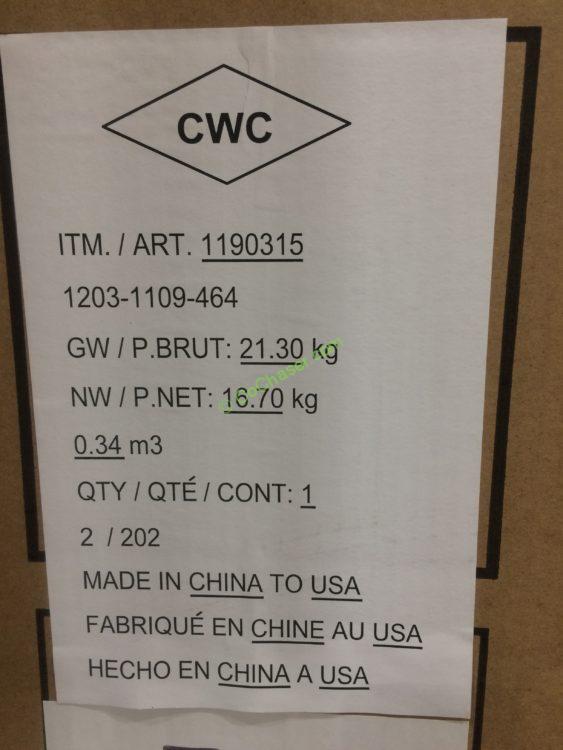 CWC
ITM. / ART. 1190315
1203-1109-464
GW / P.BRUT: 21.30 kg
NW / P.NET: 16.70 kg
0.34 m3
QTY / QTÉ / CONT: 1
2 / 202
MADE IN CHINA TO USA
FABRIQUÉ EN CHINE AU USA
HECHO EN CHINA A USA